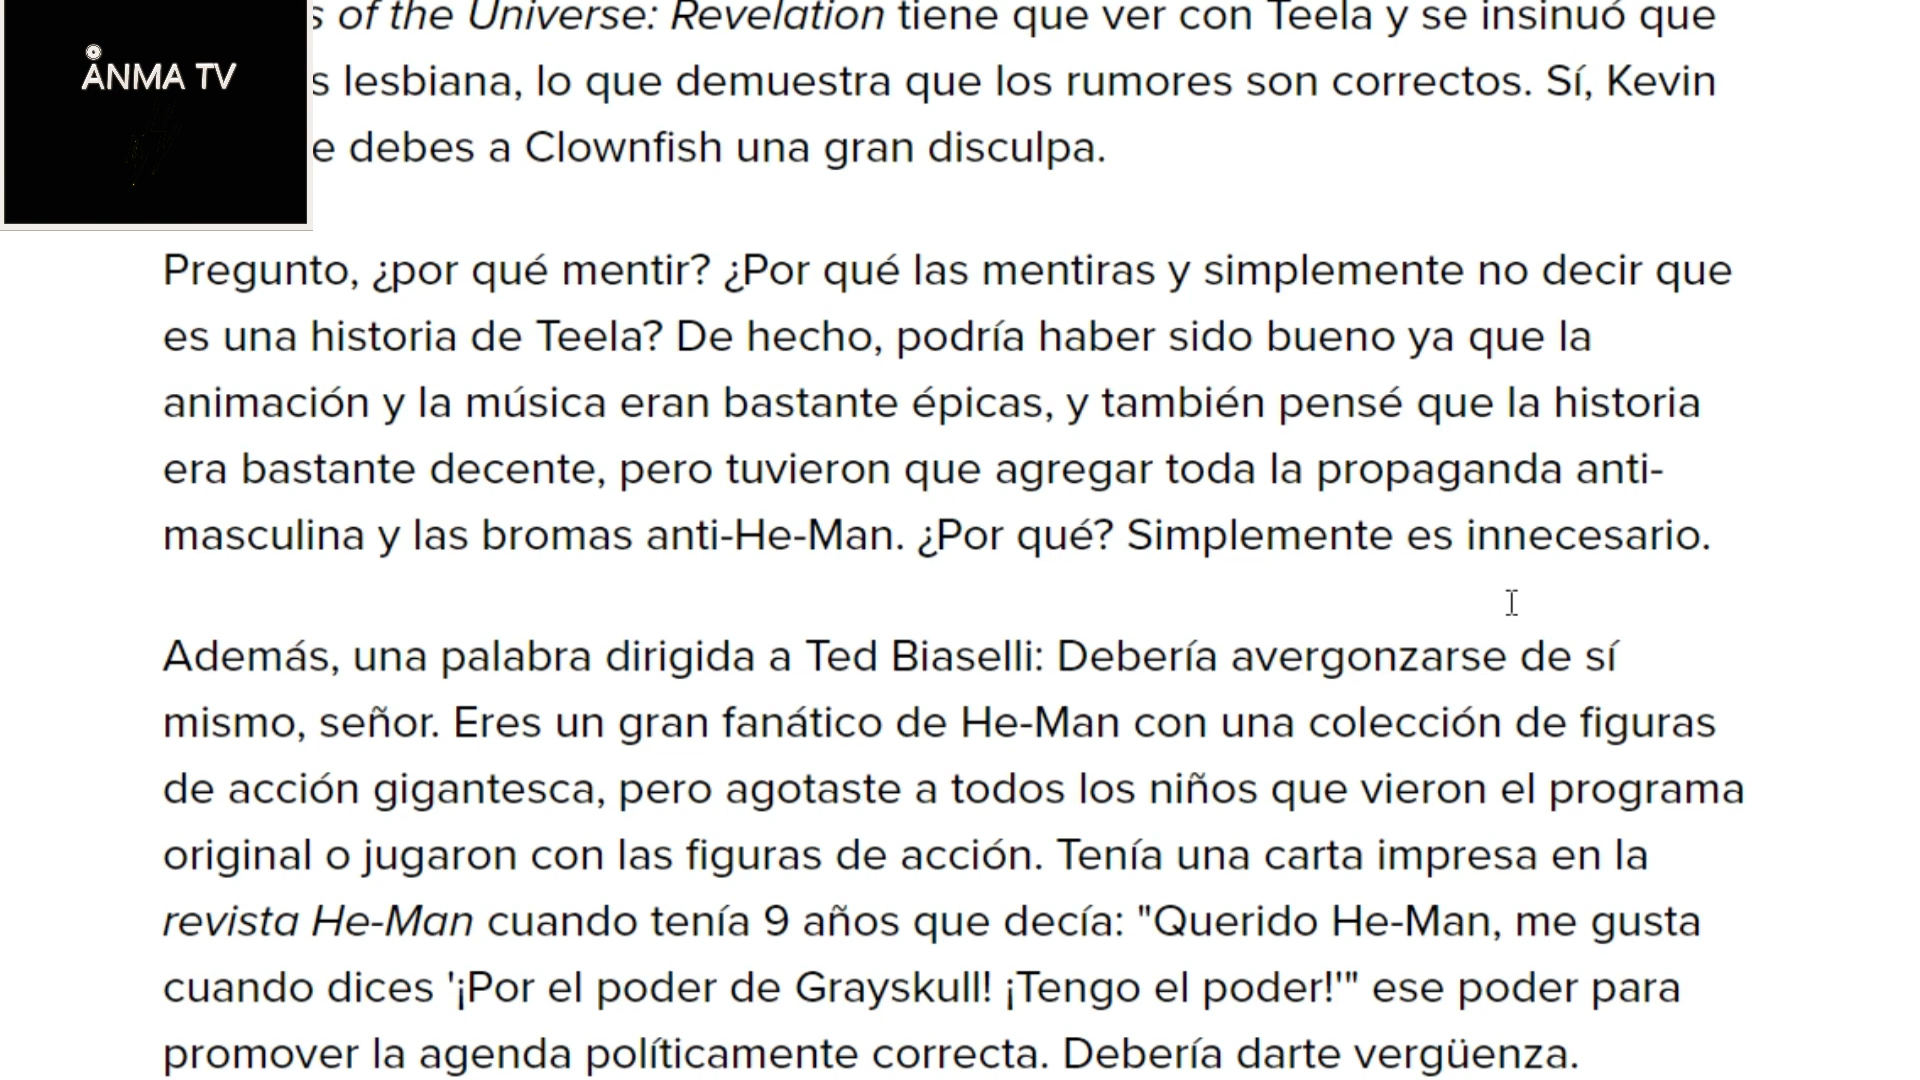 ÅNMA TV
s of the Universe: Revelation tiene que ver con Teela y se insinuó que
s lesbiana, lo que demuestra que los rumores son correctos. Sí, Kevin
e debes a Clownfish una gran disculpa.
Pregunto, ¿por qué mentir? ¿Por qué las mentiras y simplemente no decir que
es una historia de Teela? De hecho, podría haber sido bueno ya que la
animación y la música eran bastante épicas, y también pensé que la historia
era bastante decente, pero tuvieron que agregar toda la propaganda anti-
masculina y las bromas anti-He-Man. ¿Por qué? Simplemente es innecesario.
Además, una palabra dirigida a Ted Biaselli: Debería avergonzarse de sí
mismo, señor. Eres un gran fanático de He-Man con una colección de figuras
de acción gigantesca, pero agotaste a todos los niños que vieron el programa
original o jugaron con las figuras de acción. Tenía una carta impresa en la
revista He-Man cuando tenía 9 años que decía: "Querido He-Man, me gusta
cuando dices '¡Por el poder de Grayskull! ¡Tengo el poder!'" ese poder para
promover la agenda políticamente correcta. Debería darte vergüenza.